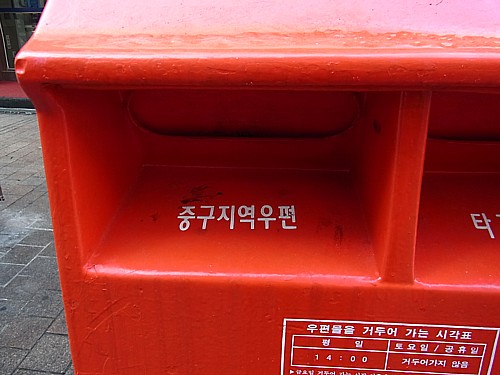 중구지역우편
타
우편물을 거두어 가는 시각표
평 일
토요일 / 공휴일
14 : 00
거두어가지 않음